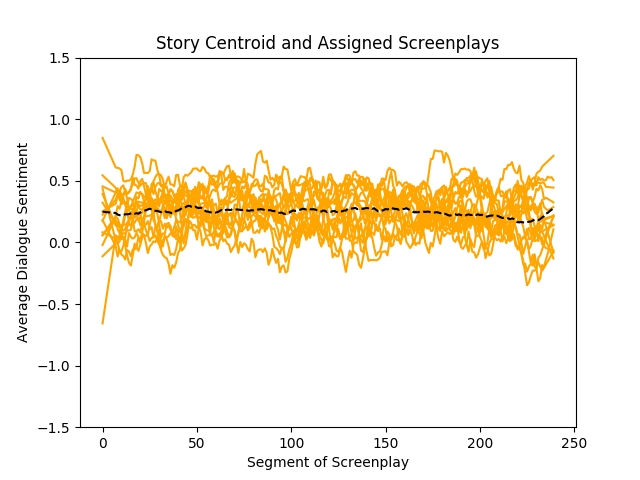 Story Centroid and Assigned Screenplays
1.5
1.0
0.5
0.0
−0.5
−1.0
−1.5
Average Dialogue Sentiment
0 50 100 150 200 250
Segment of Screenplay